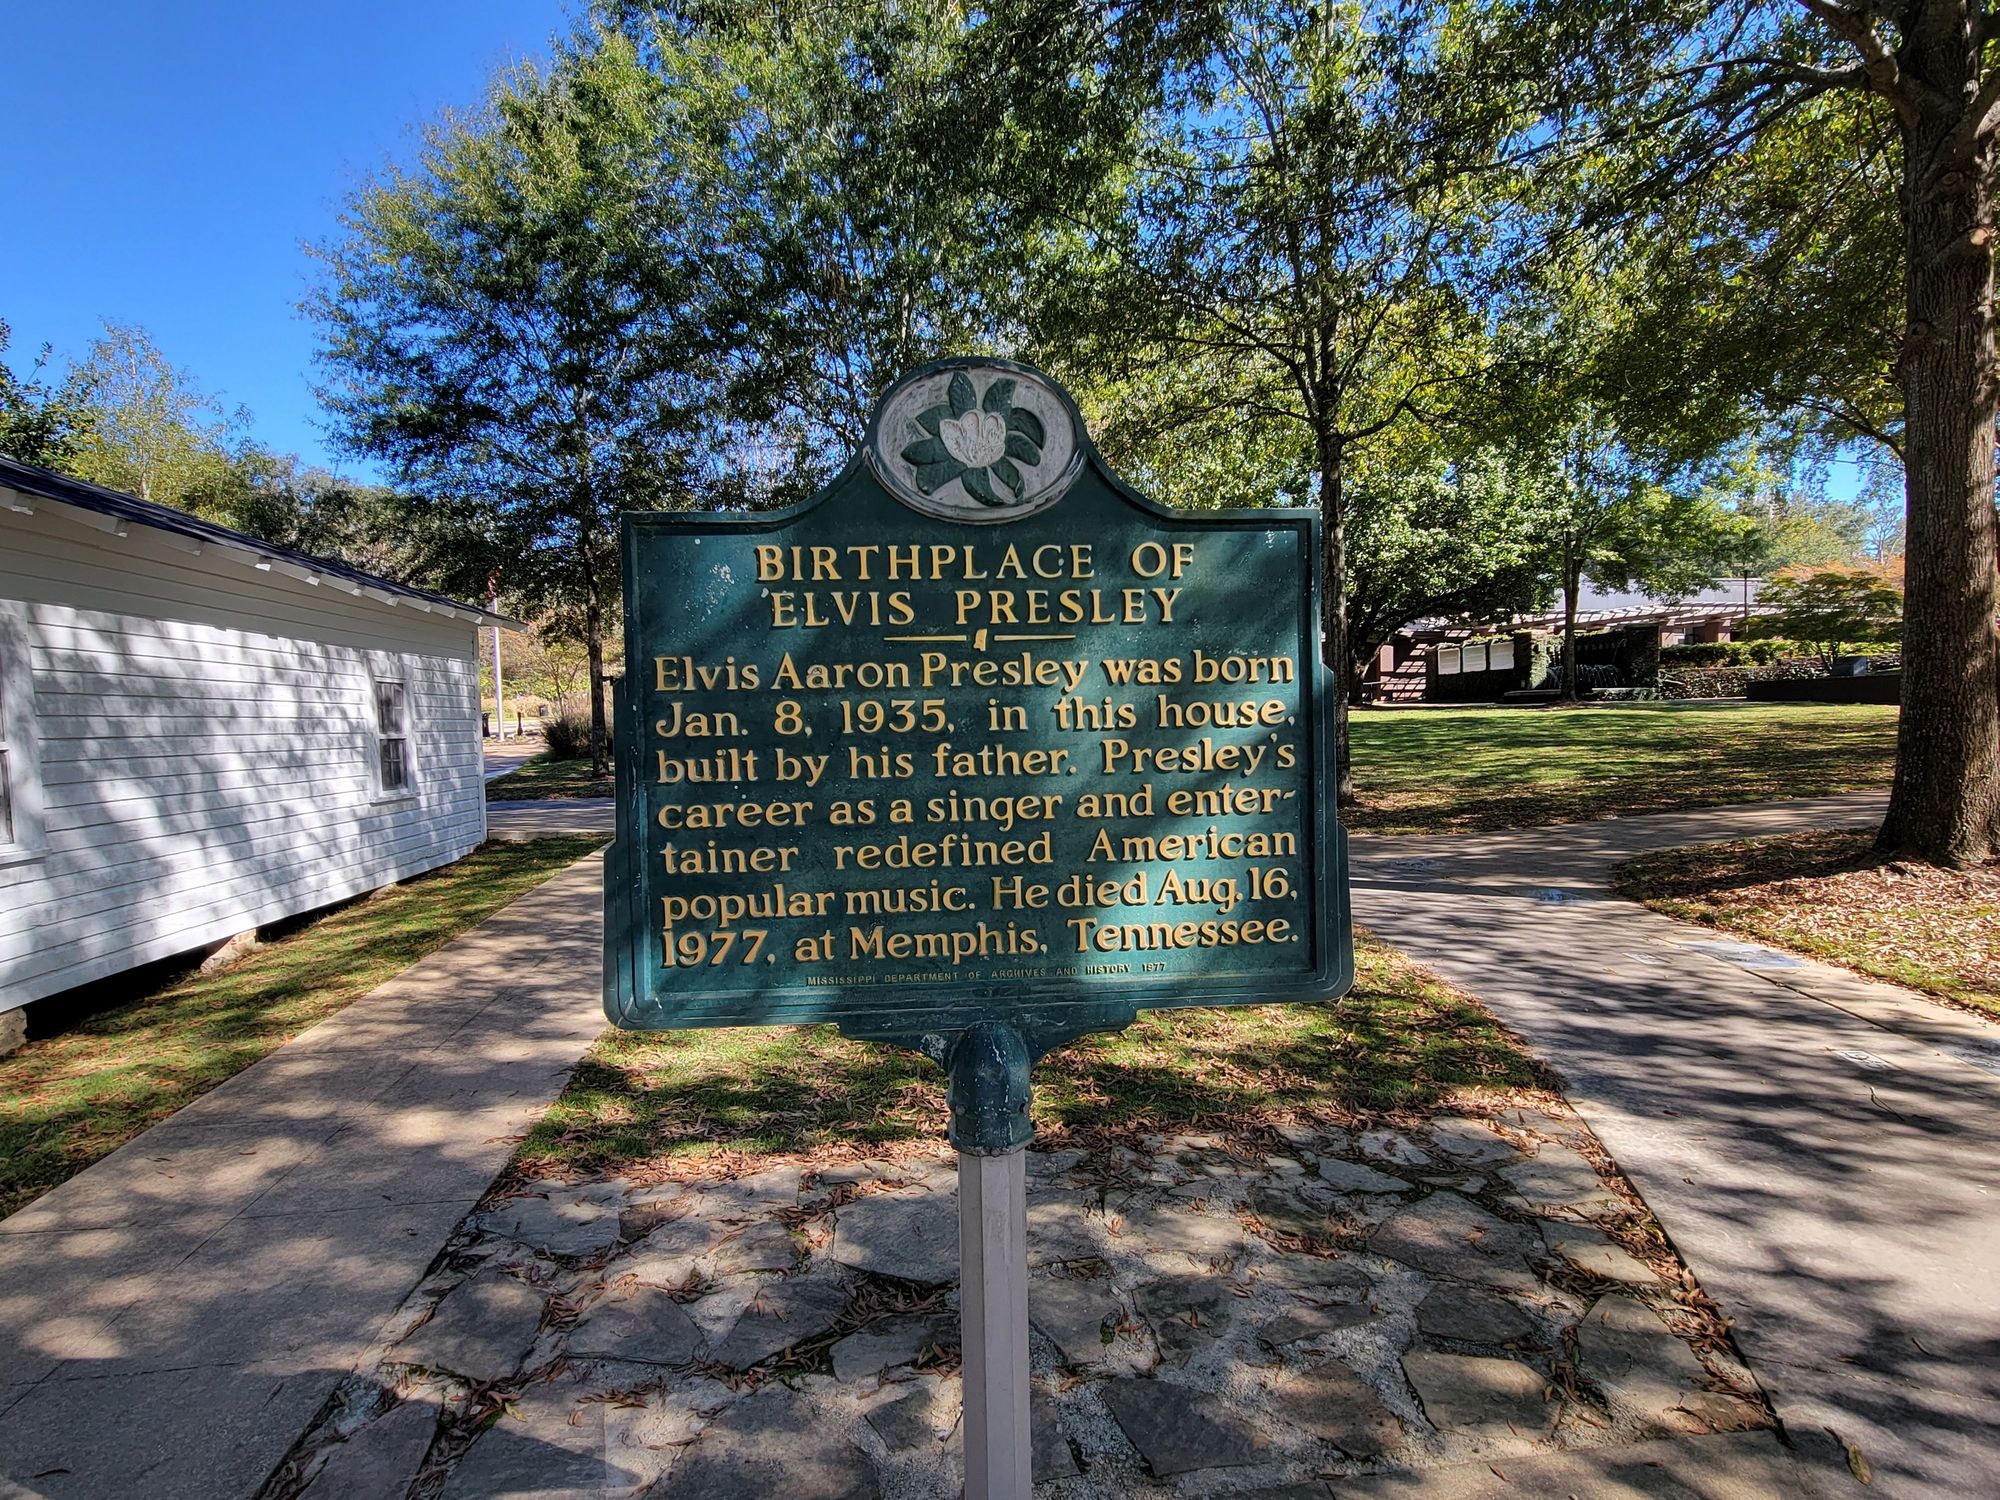 BIRTHPLACE OF
ELVIS PRESLEY
Elvis Aaron Presley was born
Jan. 8, 1935, in this house,
built by his father. Presley's
career as a singer and enter-
tainer redefined American
popular music. He died Aug. 16,
1977, at Memphis, Tennessee.
MISSISSIPPI DEPARTMENT OF ARCHIVES AND HISTORY 1977